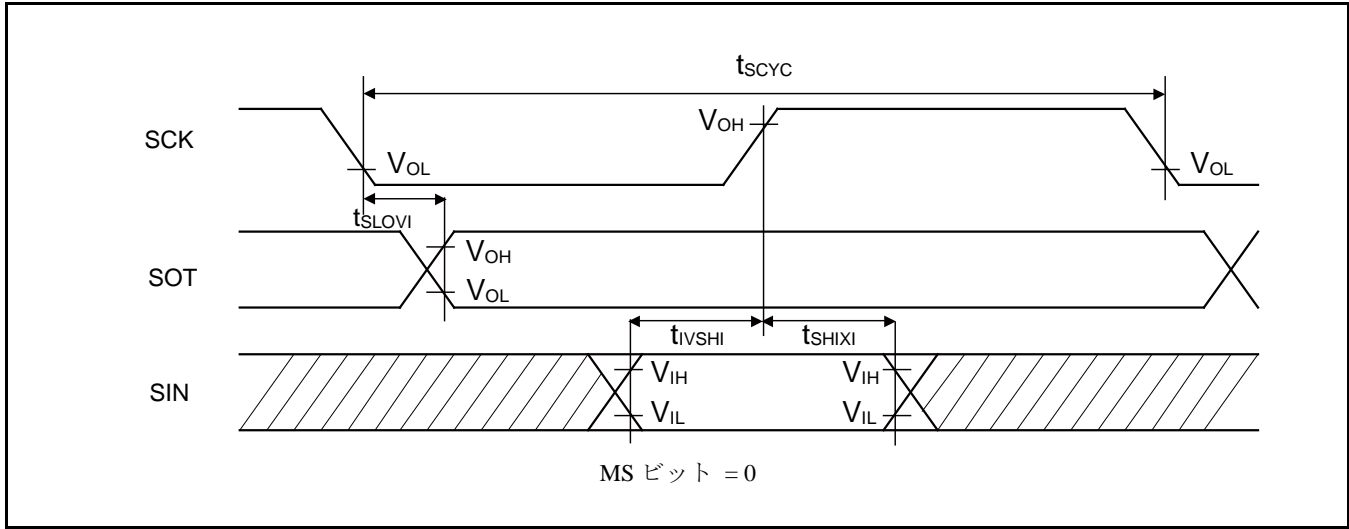 tSCYC
SCK
VOH
VOL
VOL
tSLOVI
SOT
VOH
VOL
tIVSHI
tSHIXI
SIN
VIH
VIH
VIL
VIL
MS ビット = 0